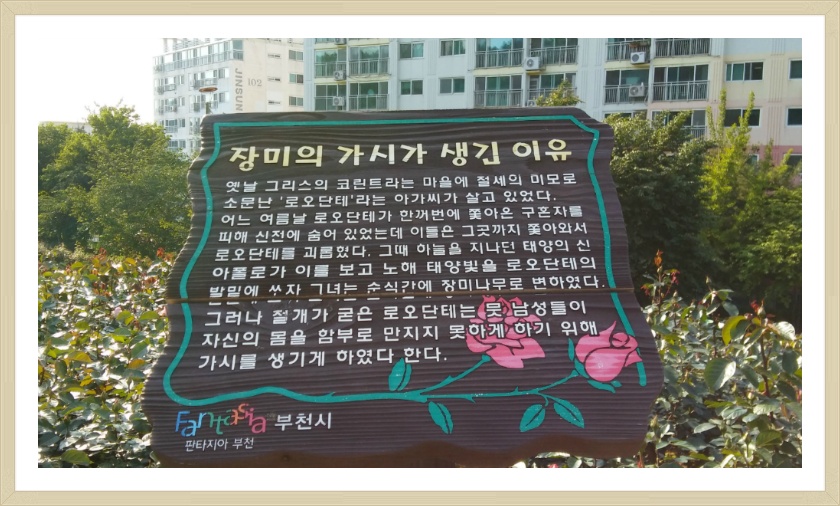 JINSUN
102
장미의 가시가 생긴 이유
옛날 그리스의 코린트라는 마을에 절세의 미모로
소문난 '로오단테'라는 아가씨가 살고 있었다.
어느 여름날 로오단테가 한꺼번에 쫓아온 구혼자를
피해 신전에 숨어 있었는데 이들은 그곳까지 쫓아와서
로오단테를 괴롭혔다. 그때 하늘을 지나던 태양의 신
아폴로가 이를 보고 노해 태양빛을 로오단테의
발밑에 쏘자 그녀는 순식간에 장미나무로 변하였다.
그러나 절개가 굳은 로오단테는 뭇 남성들이
자신의 몸을 함부로 만지지 못하게 하기 위해
가시를 생기게 하였다 한다.
Fantasia 부천시
판타지아 부천